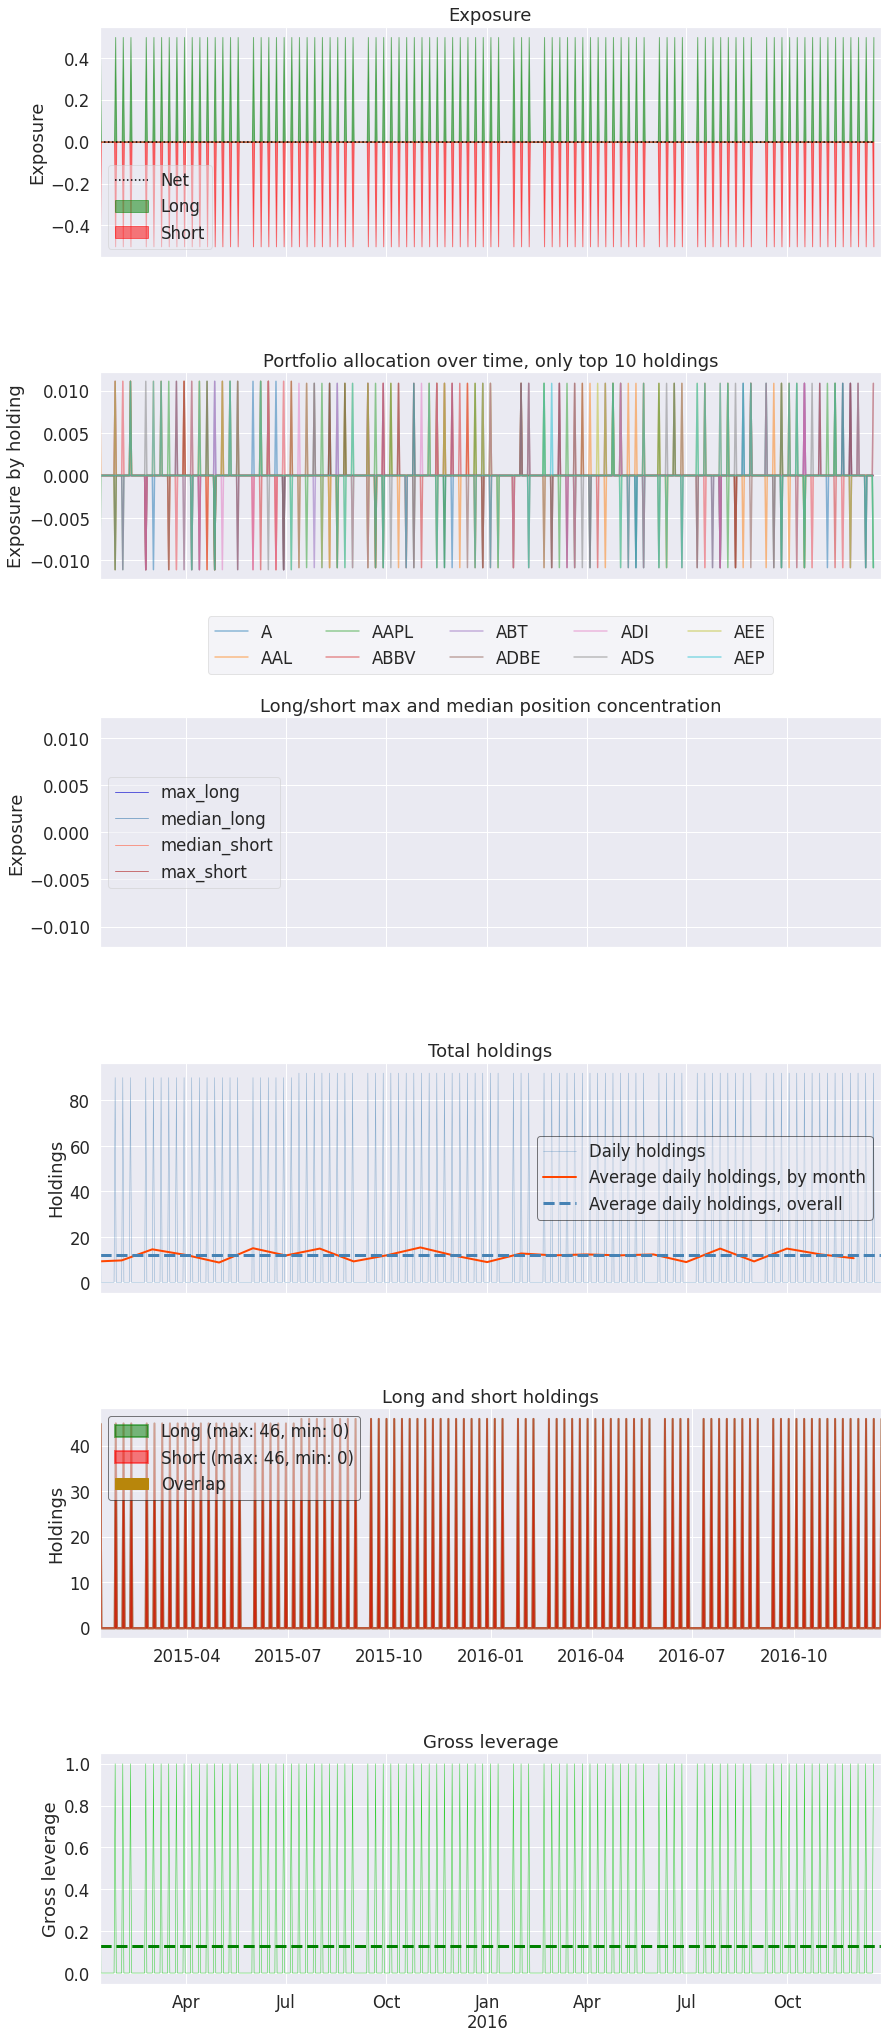 Exposure
Exposure
0.4
0.2
0.0
−0.2
−0.4
Net
Long
Short
Portfolio allocation over time, only top 10 holdings
Exposure by holding
0.010
0.005
0.000
−0.005
−0.010
A AAPL ABT ADI AEE
AAL ABBV ADBE ADS AEP
Long/short max and median position concentration
Exposure
0.010
0.005
0.000
−0.005
−0.010
max_long
median_long
median_short
max_short
Total holdings
Holdings
80
60
40
20
0
Daily holdings
Average daily holdings, by month
Average daily holdings, overall
Long and short holdings
Holdings
40
30
20
10
0
Long (max: 46, min: 0)
Short (max: 46, min: 0)
Overlap
2015-04 2015-07 2015-10 2016-01 2016-04 2016-07 2016-10
Gross leverage
Gross leverage
1.0
0.8
0.6
0.4
0.2
0.0
Apr Jul Oct Jan Apr Jul Oct
2016